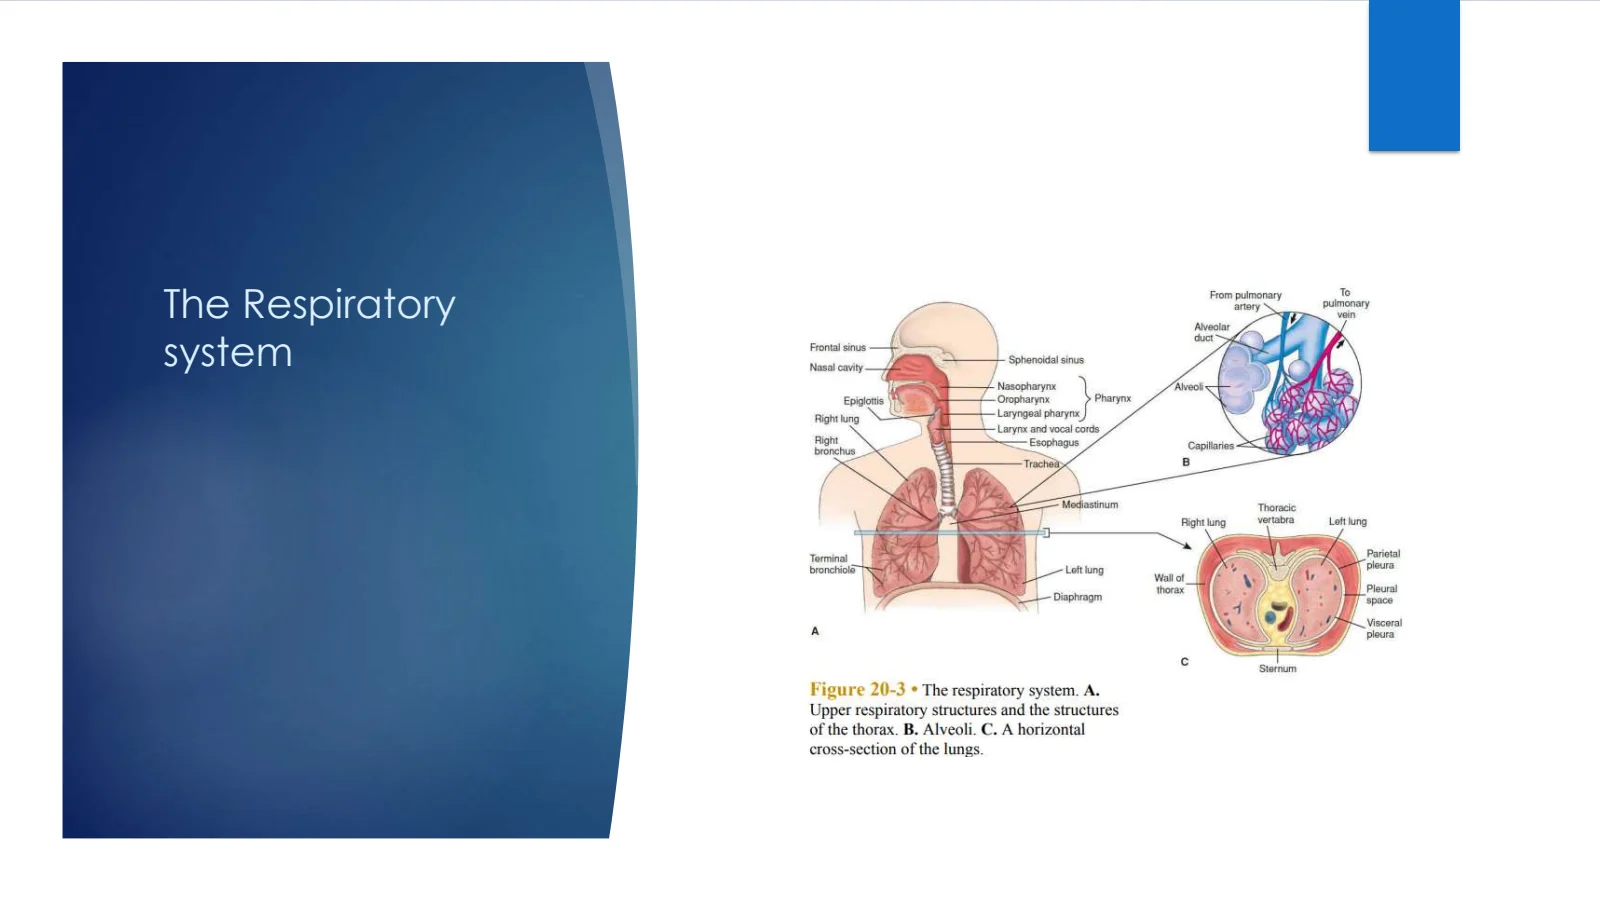 The Respiratory
system
From pulmonary
artery
To
pulmonary
vein
Alveolar
duct
Alveoli
Capillaries
B
Frontal sinus
Nasal cavity
Epiglottis
Right lung
Right
bronchus
Terminal
bronchiole
Sphenoidal sinus
Nasopharynx
Oropharynx
Laryngeal pharynx
Pharynx
Larynx and vocal cords
Esophagus
Trachea
Mediastinum
Left lung
Diaphragm
A
Thoracic
vertabra
Right lung
Left lung
Parietal
pleura
Wall of
thorax
Pleural
space
Visceral
pleura
C
Sternum
Figure 20-3 • The respiratory system. A.
Upper respiratory structures and the structures
of the thorax. B. Alveoli. C. A horizontal
cross-section of the lungs.